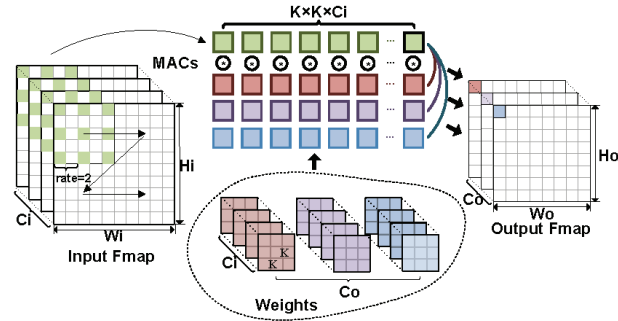 K×K×Ci
...
MACs
...
...
...
...
rate=2
Hi
Ci
Wi
Input Fmap
Ho
Co
Wo
Output Fmap
Ci
K
K
Co
Weights